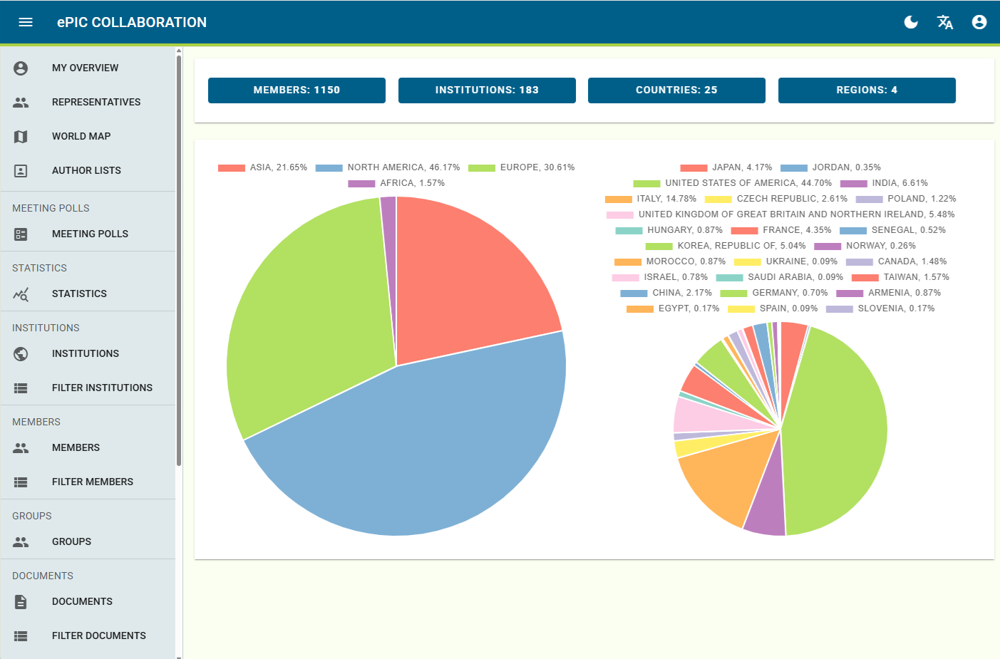 ePIC COLLABORATION
MY OVERVIEW
REPRESENTATIVES
WORLD MAP
AUTHOR LISTS
MEETING POLLS
MEETING POLLS
STATISTICS
STATISTICS
INSTITUTIONS
INSTITUTIONS
FILTER INSTITUTIONS
MEMBERS
MEMBERS
FILTER MEMBERS
GROUPS
GROUPS
DOCUMENTS
DOCUMENTS
FILTER DOCUMENTS
MEMBERS: 1150 INSTITUTIONS: 183 COUNTRIES: 25 REGIONS: 4
ASIA, 21.65% NORTH AMERICA, 46.17% EUROPE, 30.61%
AFRICA, 1.57%
JAPAN, 4.17% JORDAN, 0.35%
UNITED STATES OF AMERICA, 44.70% INDIA, 6.61%
ITALY, 14.78% CZECH REPUBLIC, 2.61% POLAND, 1.22%
UNITED KINGDOM OF GREAT BRITAIN AND NORTHERN IRELAND, 5.48%
HUNGARY, 0.87% FRANCE, 4.35% SENEGAL, 0.52%
KOREA, REPUBLIC OF, 5.04% NORWAY, 0.26%
MOROCCO, 0.87% UKRAINE, 0.09% CANADA, 1.48%
ISRAEL, 0.78% SAUDI ARABIA, 0.09% TAIWAN, 1.57%
CHINA, 2.17% GERMANY, 0.70% ARMENIA, 0.87%
EGYPT, 0.17% SPAIN, 0.09% SLOVENIA, 0.17%